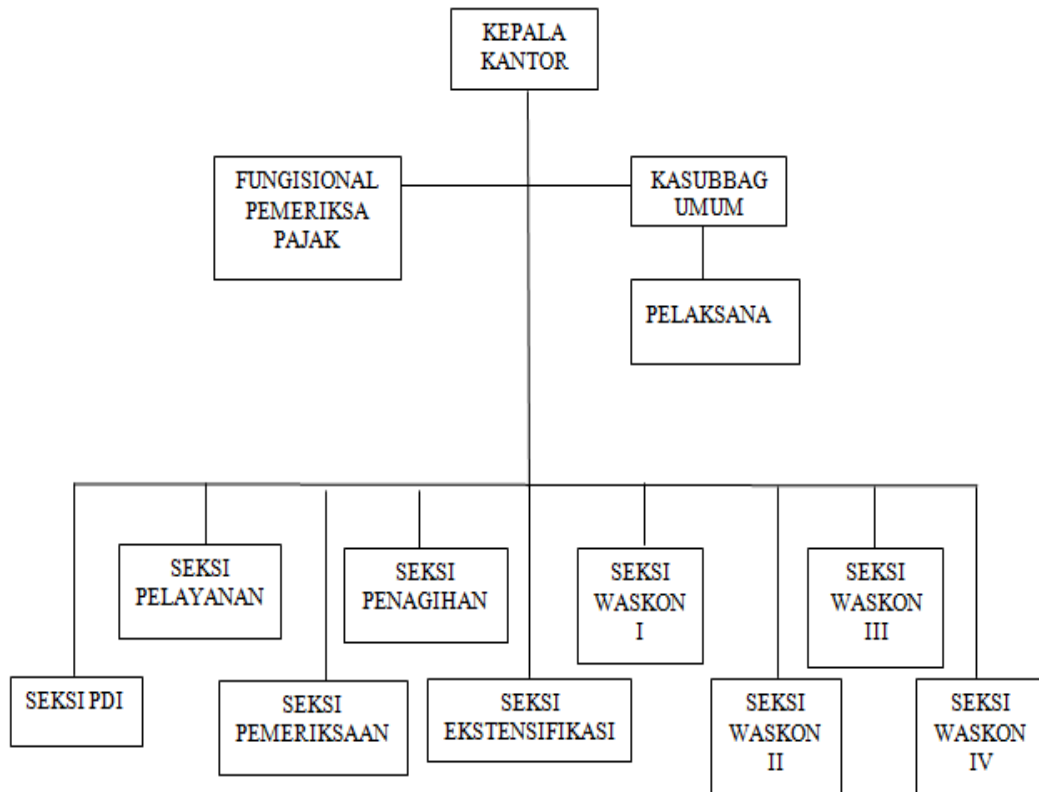 KEPALA
KANTOR
FUNGISIONAL
PEMERIKSA
PAJAK
KASUBBAG
UMUM
PELAKSANA
SEKSI
PELAYANAN
SEKSI
PENAGIHAN
SEKSI
WASKON
I
SEKSI
WASKON
III
SEKSI PDI
SEKSI
PEMERIKSAAN
SEKSI
EKSTENSIFIKASI
SEKSI
WASKON
II
SEKSI
WASKON
IV